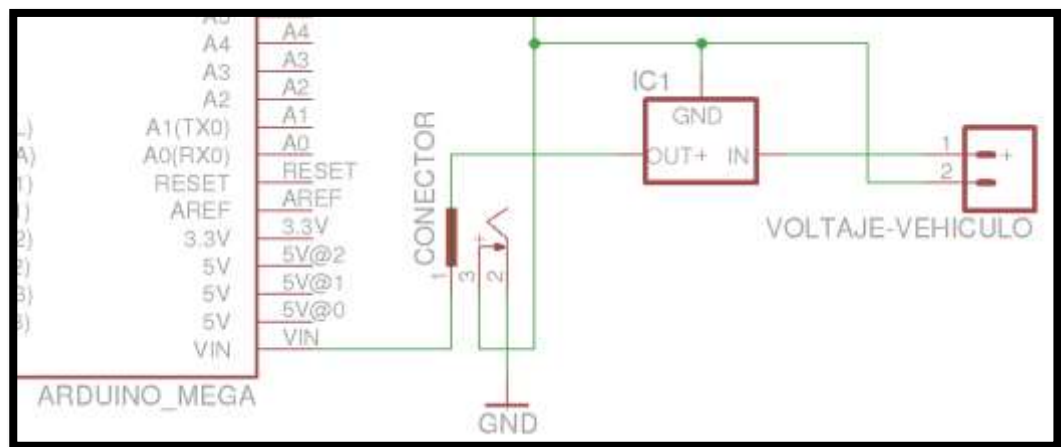 A4
A4
A3
A3
A2
A2
A1
A1(TX0)
A0
A0(RX0)
RESET
RESET
AREF
AREF
3.3V
3.3V
5V@2
5V
5V@1
5V
5V@0
5V
VIN
VIN
ARDUINO_MEGA
CONECTOR
1
3
2
GND
IC1
GND
OUT+ IN
1
+
2
VOLTAJE-VEHICULO